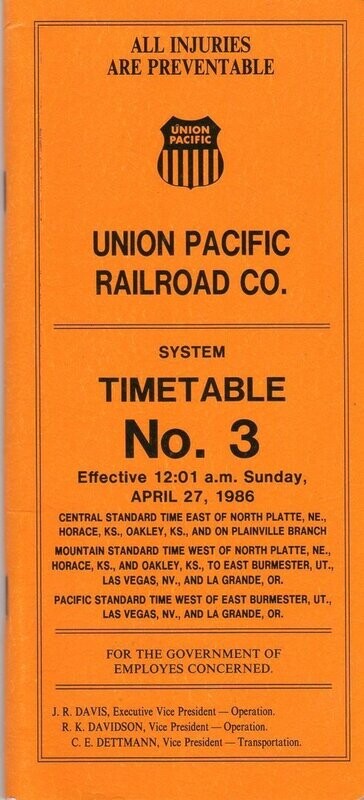 ALL INJURIES
ARE PREVENTABLE
UNION
PACIFIC
UNION PACIFIC
RAILROAD CO.
SYSTEM
TIMETABLE
No. 3
Effective 12:01 a.m. Sunday,
APRIL 27, 1986
CENTRAL STANDARD TIME EAST OF NORTH PLATTE, NE.,
HORACE, KS., OAKLEY, KS., AND ON PLAINVILLE BRANCH
MOUNTAIN STANDARD TIME WEST OF NORTH PLATTE, NE.,
HORACE, KS., AND OAKLEY, KS., TO EAST BURMESTER, UT.,
LAS VEGAS, NV., AND LA GRANDE, OR.
PACIFIC STANDARD TIME WEST OF EAST BURMESTER, UT.,
LAS VEGAS, NV., AND LA GRANDE, OR.
FOR THE GOVERNMENT OF
EMPLOYES CONCERNED.
J. R. DAVIS, Executive Vice President — Operation.
R. K. DAVIDSON, Vice President — Operation.
C. E. DETTMANN, Vice President — Transportation.